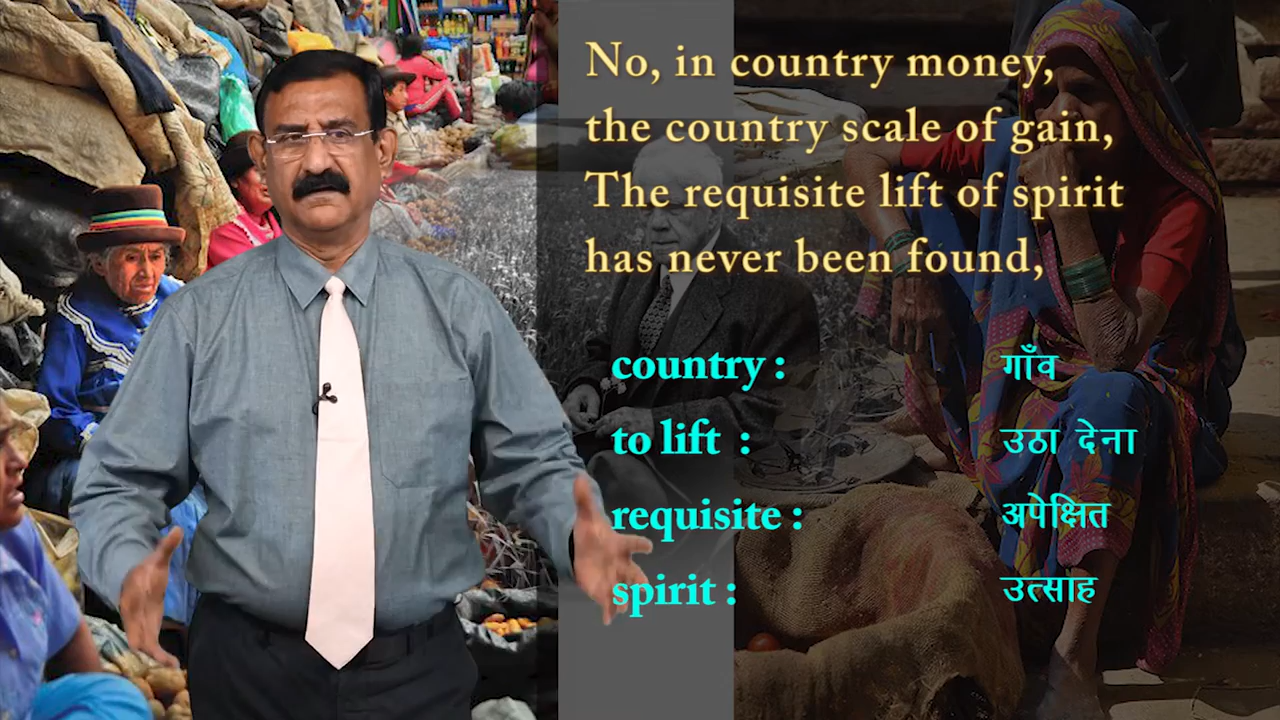 No, in country money,
the country scale of gain,
The requisite lift of spirit
has never been found,
country : गाँव
to lift : उठा देना
requisite : अपेक्षित
spirit : उत्साह